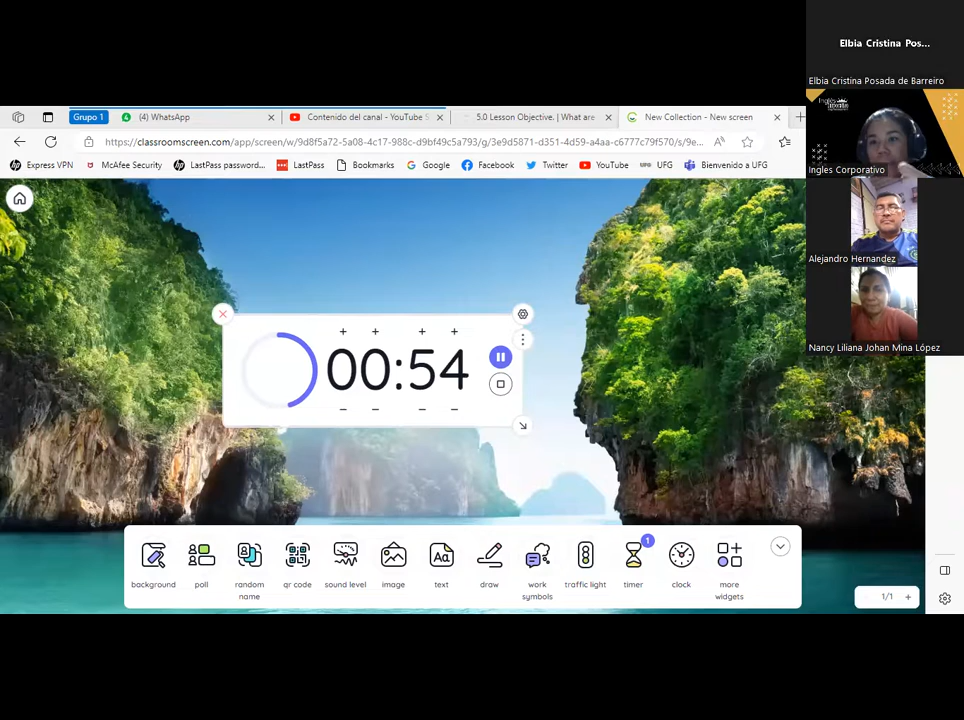 Elbia Cristina Pos...
Elbia Cristina Posada de Barreiro
Grupo 1
(4) WhatsApp
Contenido del canal - YouTube S
5.0 Lesson Objective. | What are
New Collection - New screen
https://classroomscreen.com/app/screen/w/9d8f5a72-5a08-4c17-988c-d9bf49c5a793/g/3e9d5871-d351-4d59-a4aa-c6777c79f570/s/9e...
Express VPN
McAfee Security
LastPass password...
LastPass
Bookmarks
Google
Facebook
Twitter
YouTube
UFG
Bienvenido a UFG
Ingles Corporativo
Alejandro Hernandez
Nancy Liliana Johan Mina López
00:54
background
poll
random name
qr code
sound level
image
text
draw
work symbols
traffic light
1
timer
clock
more widgets
1/1